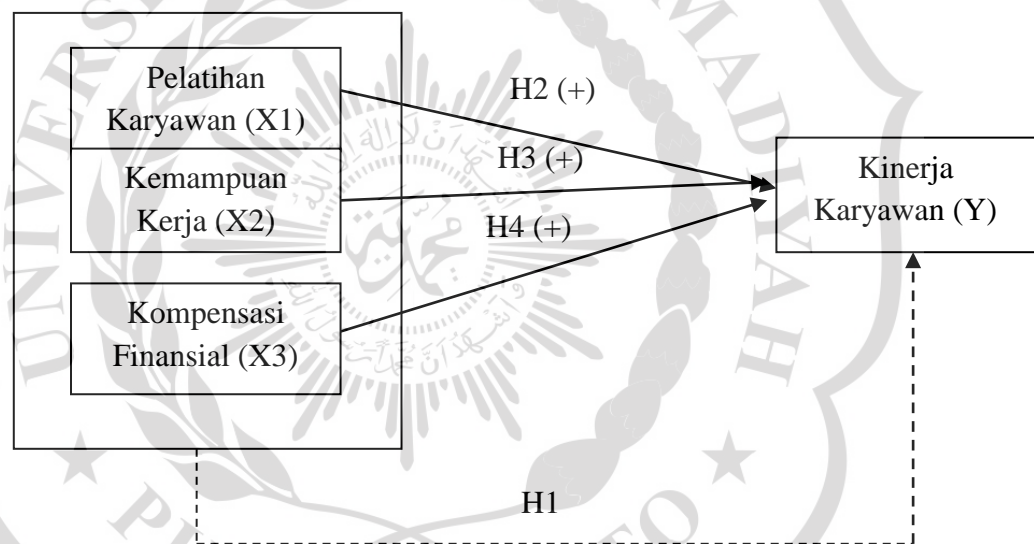 Pelatihan
Karyawan (X1)
Kemampuan
Kerja (X2)
Kompensasi
Finansial (X3)
H2 (+)
H3 (+)
H4 (+)
Kinerja
Karyawan (Y)
H1